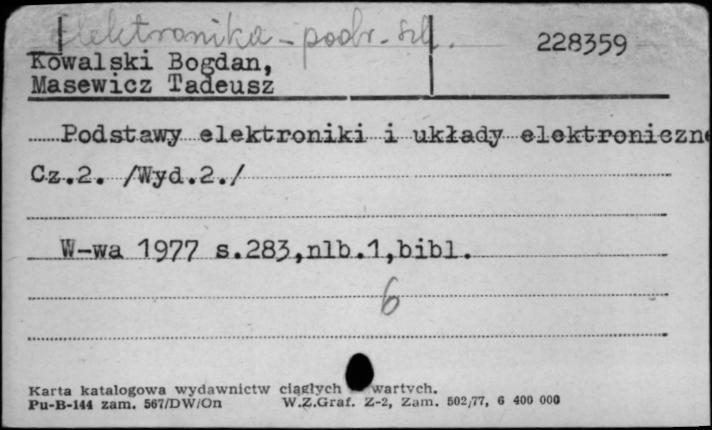 Elektronika - podr. szk.
228359
Kowalski Bogdan,
Masewicz Tadeusz
Podstawy elektroniki i układy elektroniczne
Cz.2. /Wyd.2./
W-wa 1977 s.283,nlb.1,bibl.
6
Karta katalogowa wydawnictw ciągłych wartych.
Pu-B-144 zam. 567/DW/On W.Z.Graf. Z-2, Zam. 502/77, 6 400 000